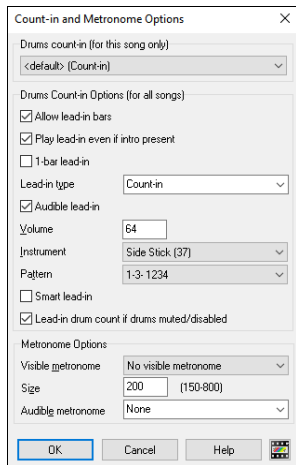 Count-in and Metronome Options
Drums count-in (for this song only)
<default> (Count-in)
Drums Count-in Options (for all songs)
Allow lead-in bars
Play lead-in even if intro present
1-bar lead-in
Lead-in type Count-in
Audible lead-in
Volume 64
Instrument Side Stick (37)
Pattern 1-3- 1234
Smart lead-in
Lead-in drum count if drums muted/disabled
Metronome Options
Visible metronome No visible metronome
Size 200 (150-800)
Audible metronome None
OK Cancel Help